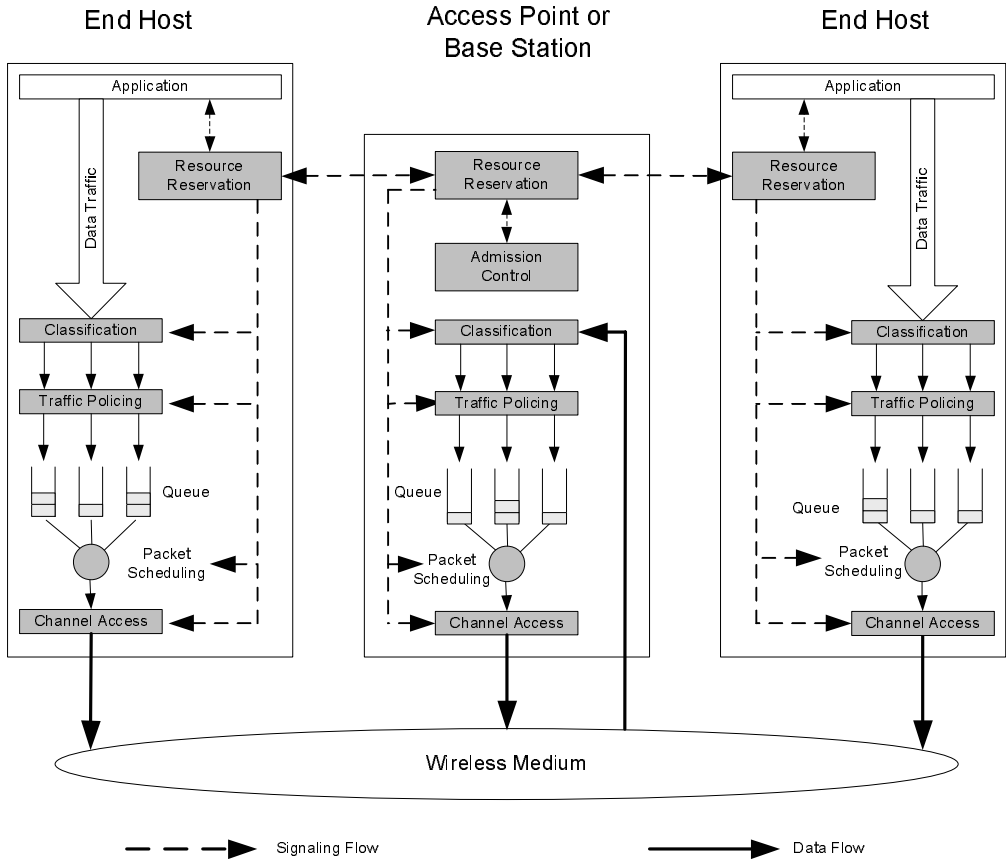 End Host
Access Point or
Base Station
End Host
Application
Resource
Reservation
Data Traffic
Classification
Traffic Policing
Queue
Packet
Scheduling
Channel Access
Resource
Reservation
Admission
Control
Classification
Traffic Policing
Queue
Packet
Scheduling
Channel Access
Application
Resource
Reservation
Data Traffic
Classification
Traffic Policing
Queue
Packet
Scheduling
Channel Access
Wireless Medium
Signaling Flow
Data Flow